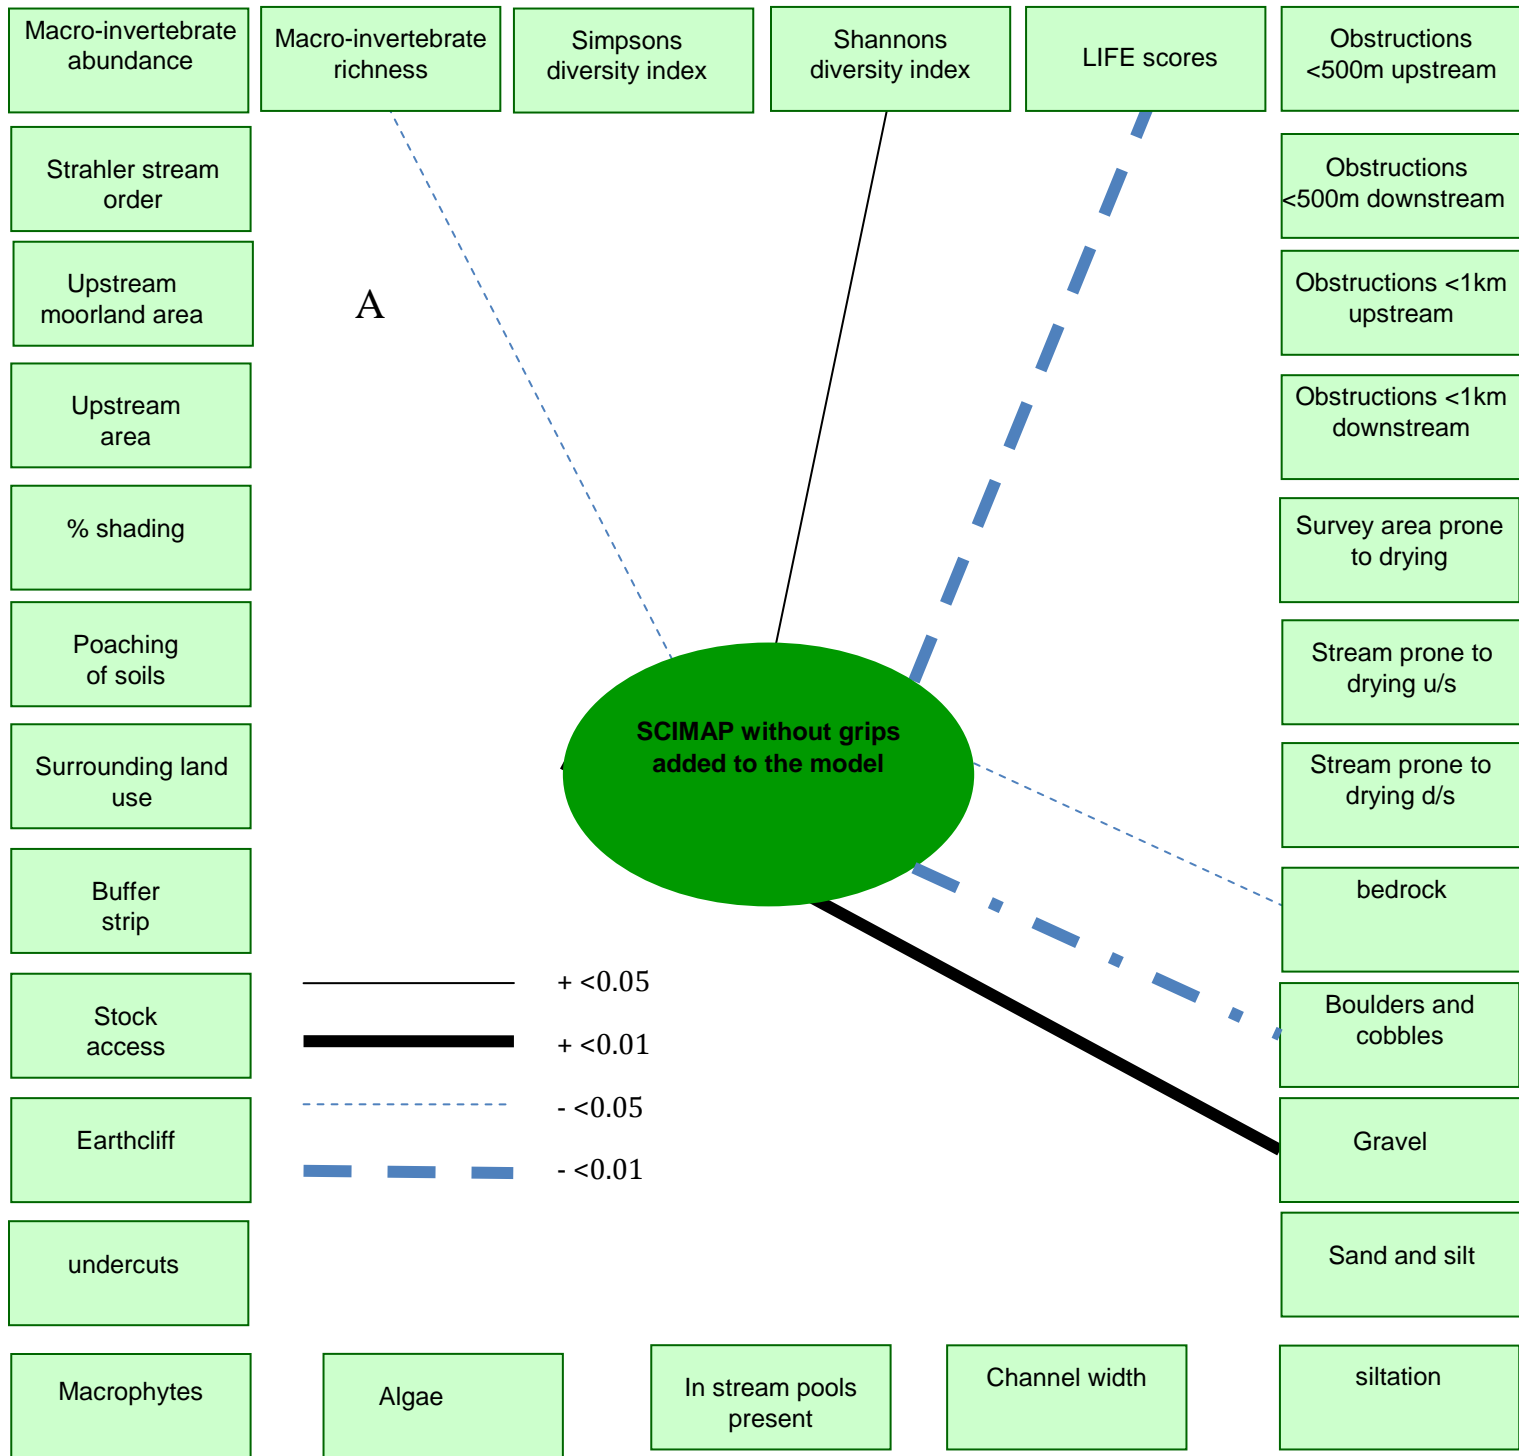 Macro-invertebrate
abundance
Macro-invertebrate
richness
Simpsons
diversity index
Shannons
diversity index
LIFE scores
Obstructions
<500m upstream
Strahler stream
order
Obstructions
<500m downstream
Upstream
moorland area
A
Obstructions <1km
upstream
Upstream
area
Obstructions <1km
downstream
% shading
Survey area prone
to drying
Poaching
of soils
Stream prone to
drying u/s
SCIMAP without grips
added to the model
Surrounding land
use
Stream prone to
drying d/s
Buffer
strip
bedrock
Stock
access
+ <0.05
+ <0.01
- <0.05
- <0.01
Boulders and
cobbles
Earthcliff
Gravel
undercuts
Sand and silt
Macrophytes
Algae
In stream pools
present
Channel width
siltation